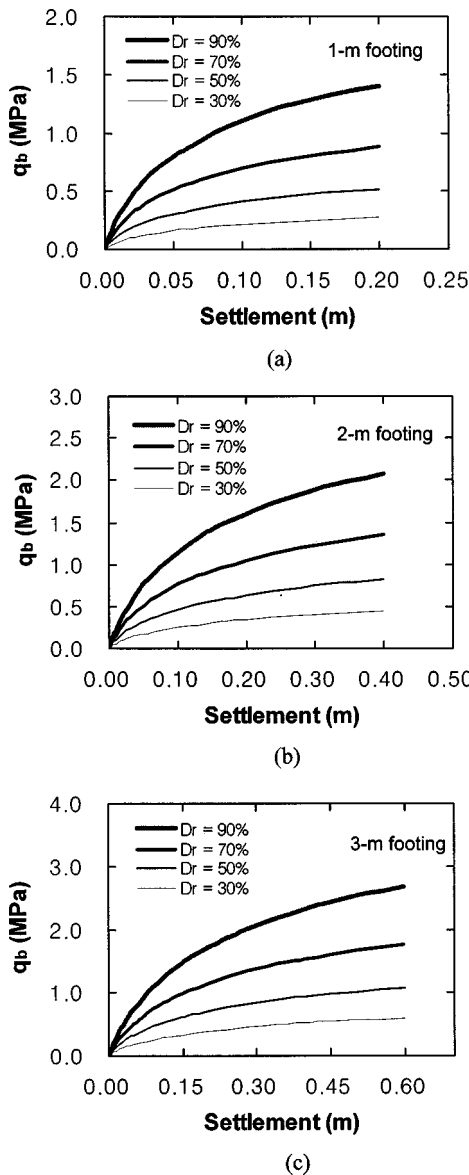 2.0
1.5
1.0
0.5
0.0
qb (MPa)
Dr = 90%
Dr = 70%
Dr = 50%
Dr = 30%
1-m footing
0.00 0.05 0.10 0.15 0.20 0.25
Settlement (m)
(a)
3.0
2.5
2.0
1.5
1.0
0.5
0.0
qb (MPa)
Dr = 90%
Dr = 70%
Dr = 50%
Dr = 30%
2-m footing
0.00 0.10 0.20 0.30 0.40 0.50
Settlement (m)
(b)
4.0
3.0
2.0
1.0
0.0
qb (MPa)
Dr = 90%
Dr = 70%
Dr = 50%
Dr = 30%
3-m footing
0.00 0.15 0.30 0.45 0.60
Settlement (m)
(c)